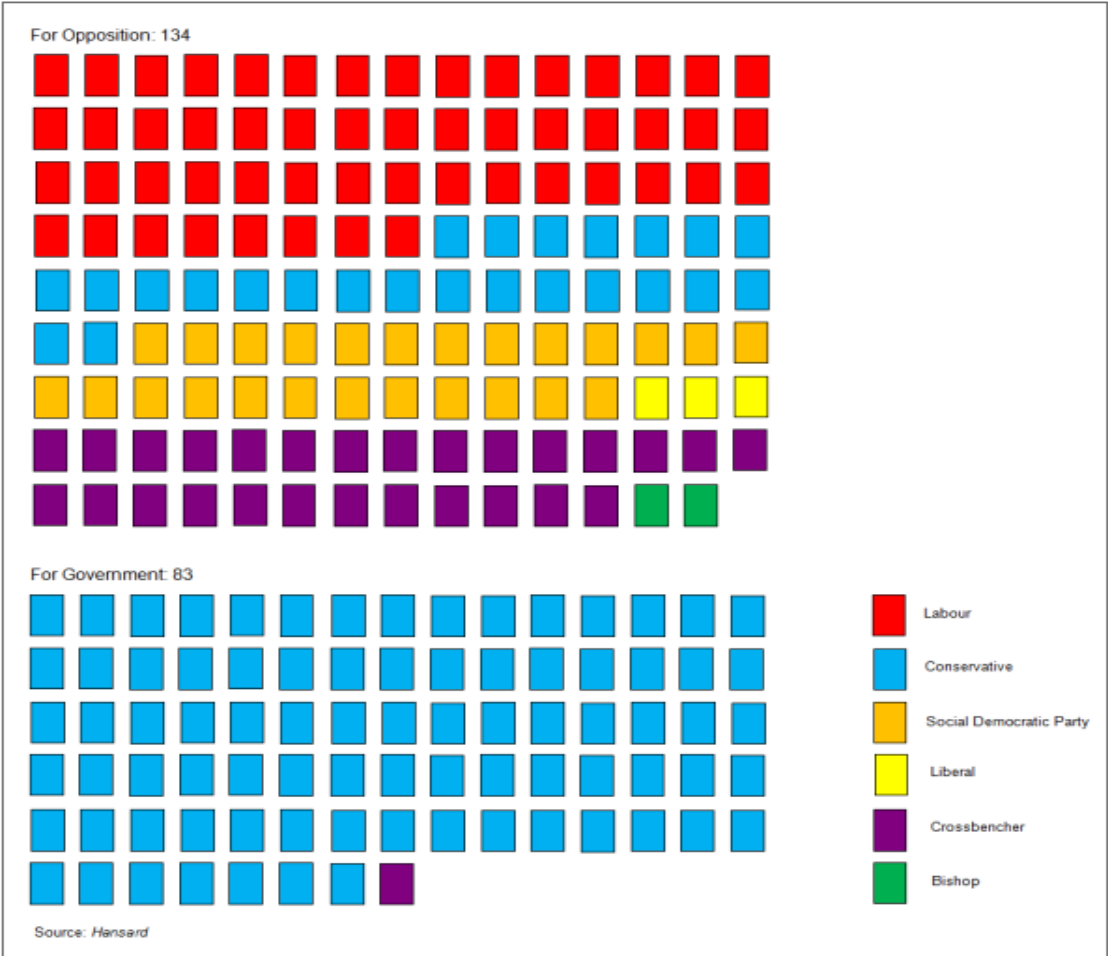 For Opposition: 134
For Government: 83
Labour
Conservative
Social Democratic Party
Liberal
Crossbencher
Bishop
Source: Hansard